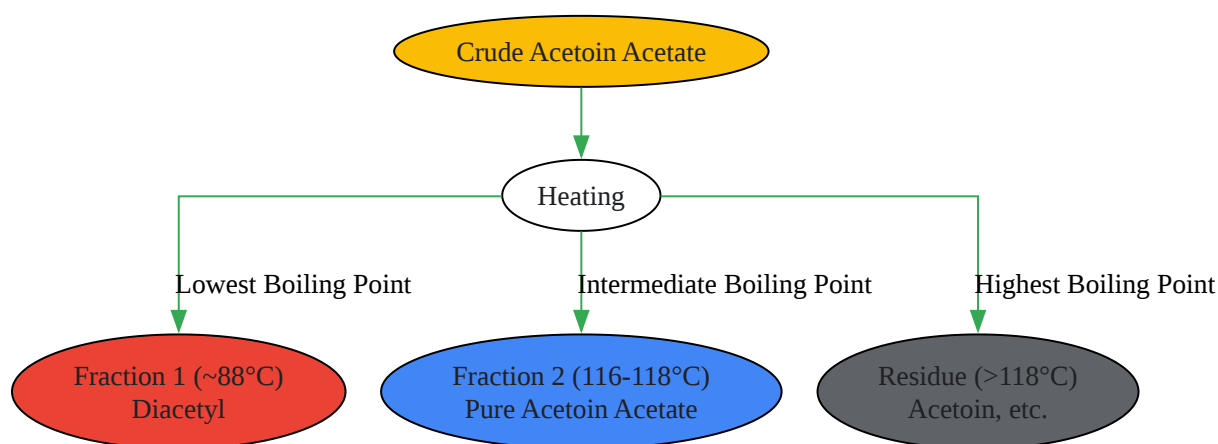 Crude Acetoin Acetate
Heating
Lowest Boiling Point
Intermediate Boiling Point
Highest Boiling Point
Fraction 1 (~88°C)
Diacetyl
Fraction 2 (116-118°C)
Pure Acetoin Acetate
Residue (>118°C)
Acetoin, etc.